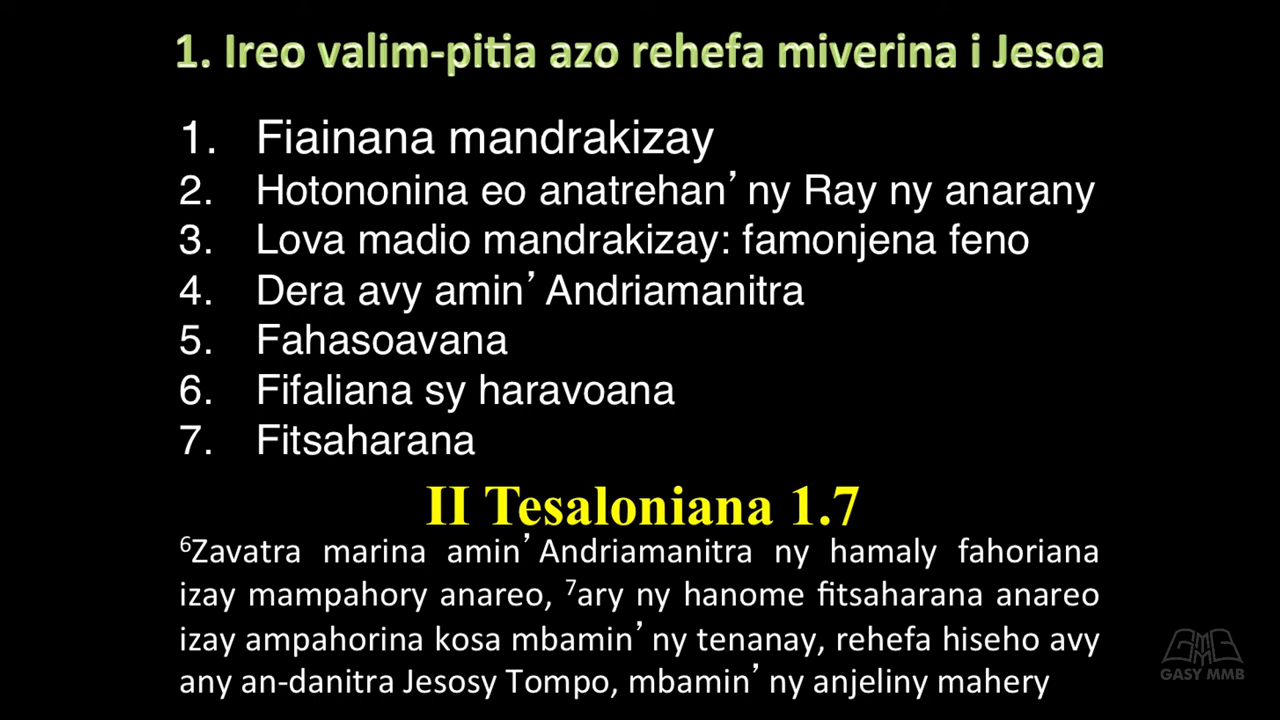 1. Ireo valim-pitia azo rehefa miverina i Jesoa
1. Fiainana mandrakizay
2. Hotononina eo anatrehan’ ny Ray ny anarany
3. Lova madio mandrakizay: famonjena feno
4. Dera avy amin’ Andriamanitra
5. Fahasoavana
6. Fifaliana sy haravoana
7. Fitsaharana
II Tesaloniana 1.7
⁶Zavatra marina amin’ Andriamanitra ny hamaly fahoriana
izay mampahory anareo, ⁷ary ny hanome fitsaharana anareo
izay ampahorina kosa mbamin’ ny tenanay, rehefa hiseho avy
any an-danitra Jesosy Tompo, mbamin’ ny anjeliny mahery
GASY MMB